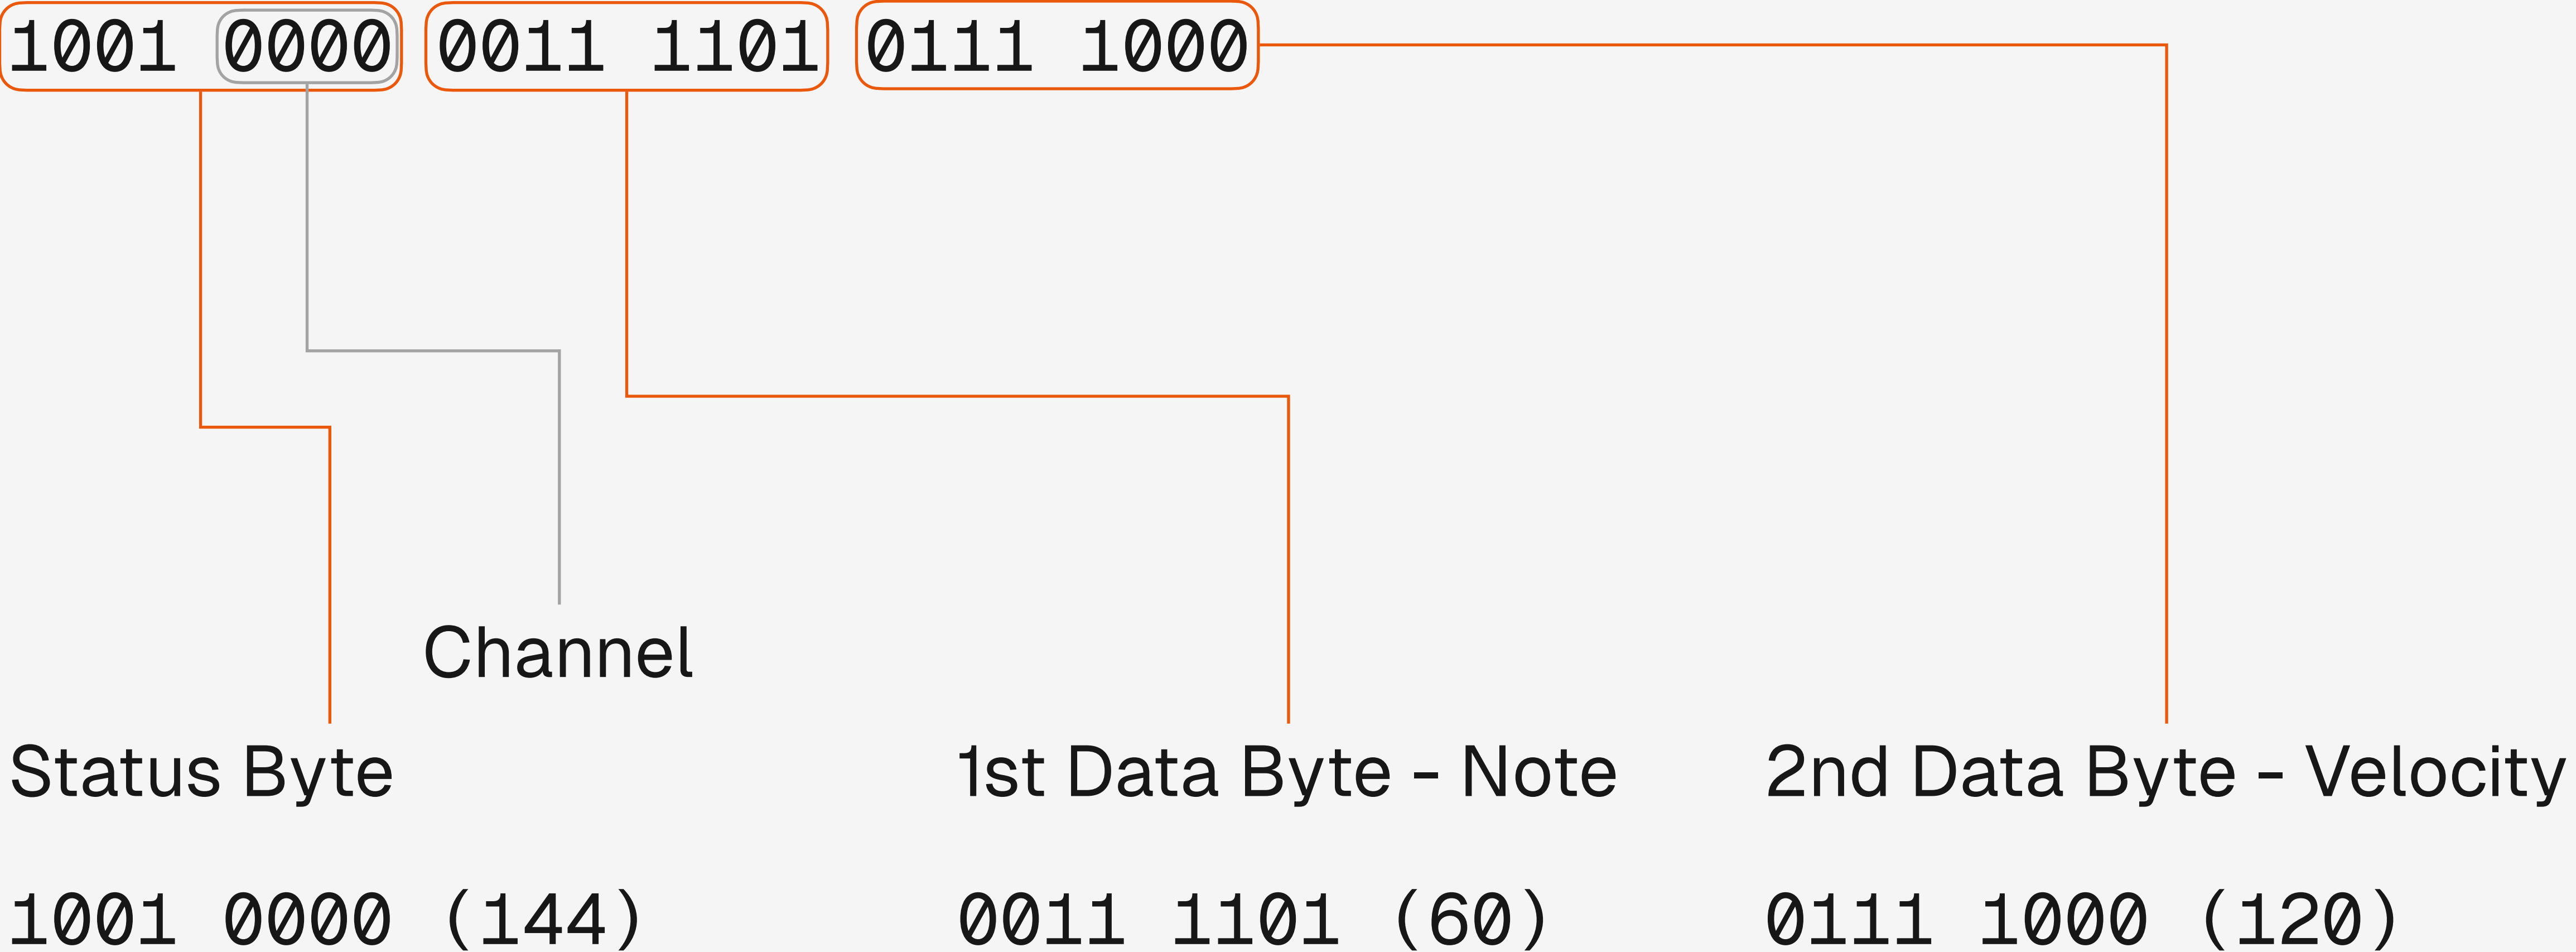 1001 0000 0011 1101 0111 1000
Channel
Status Byte
1st Data Byte - Note
2nd Data Byte - Velocity
1001 0000 (144)
0011 1101 (60)
0111 1000 (120)